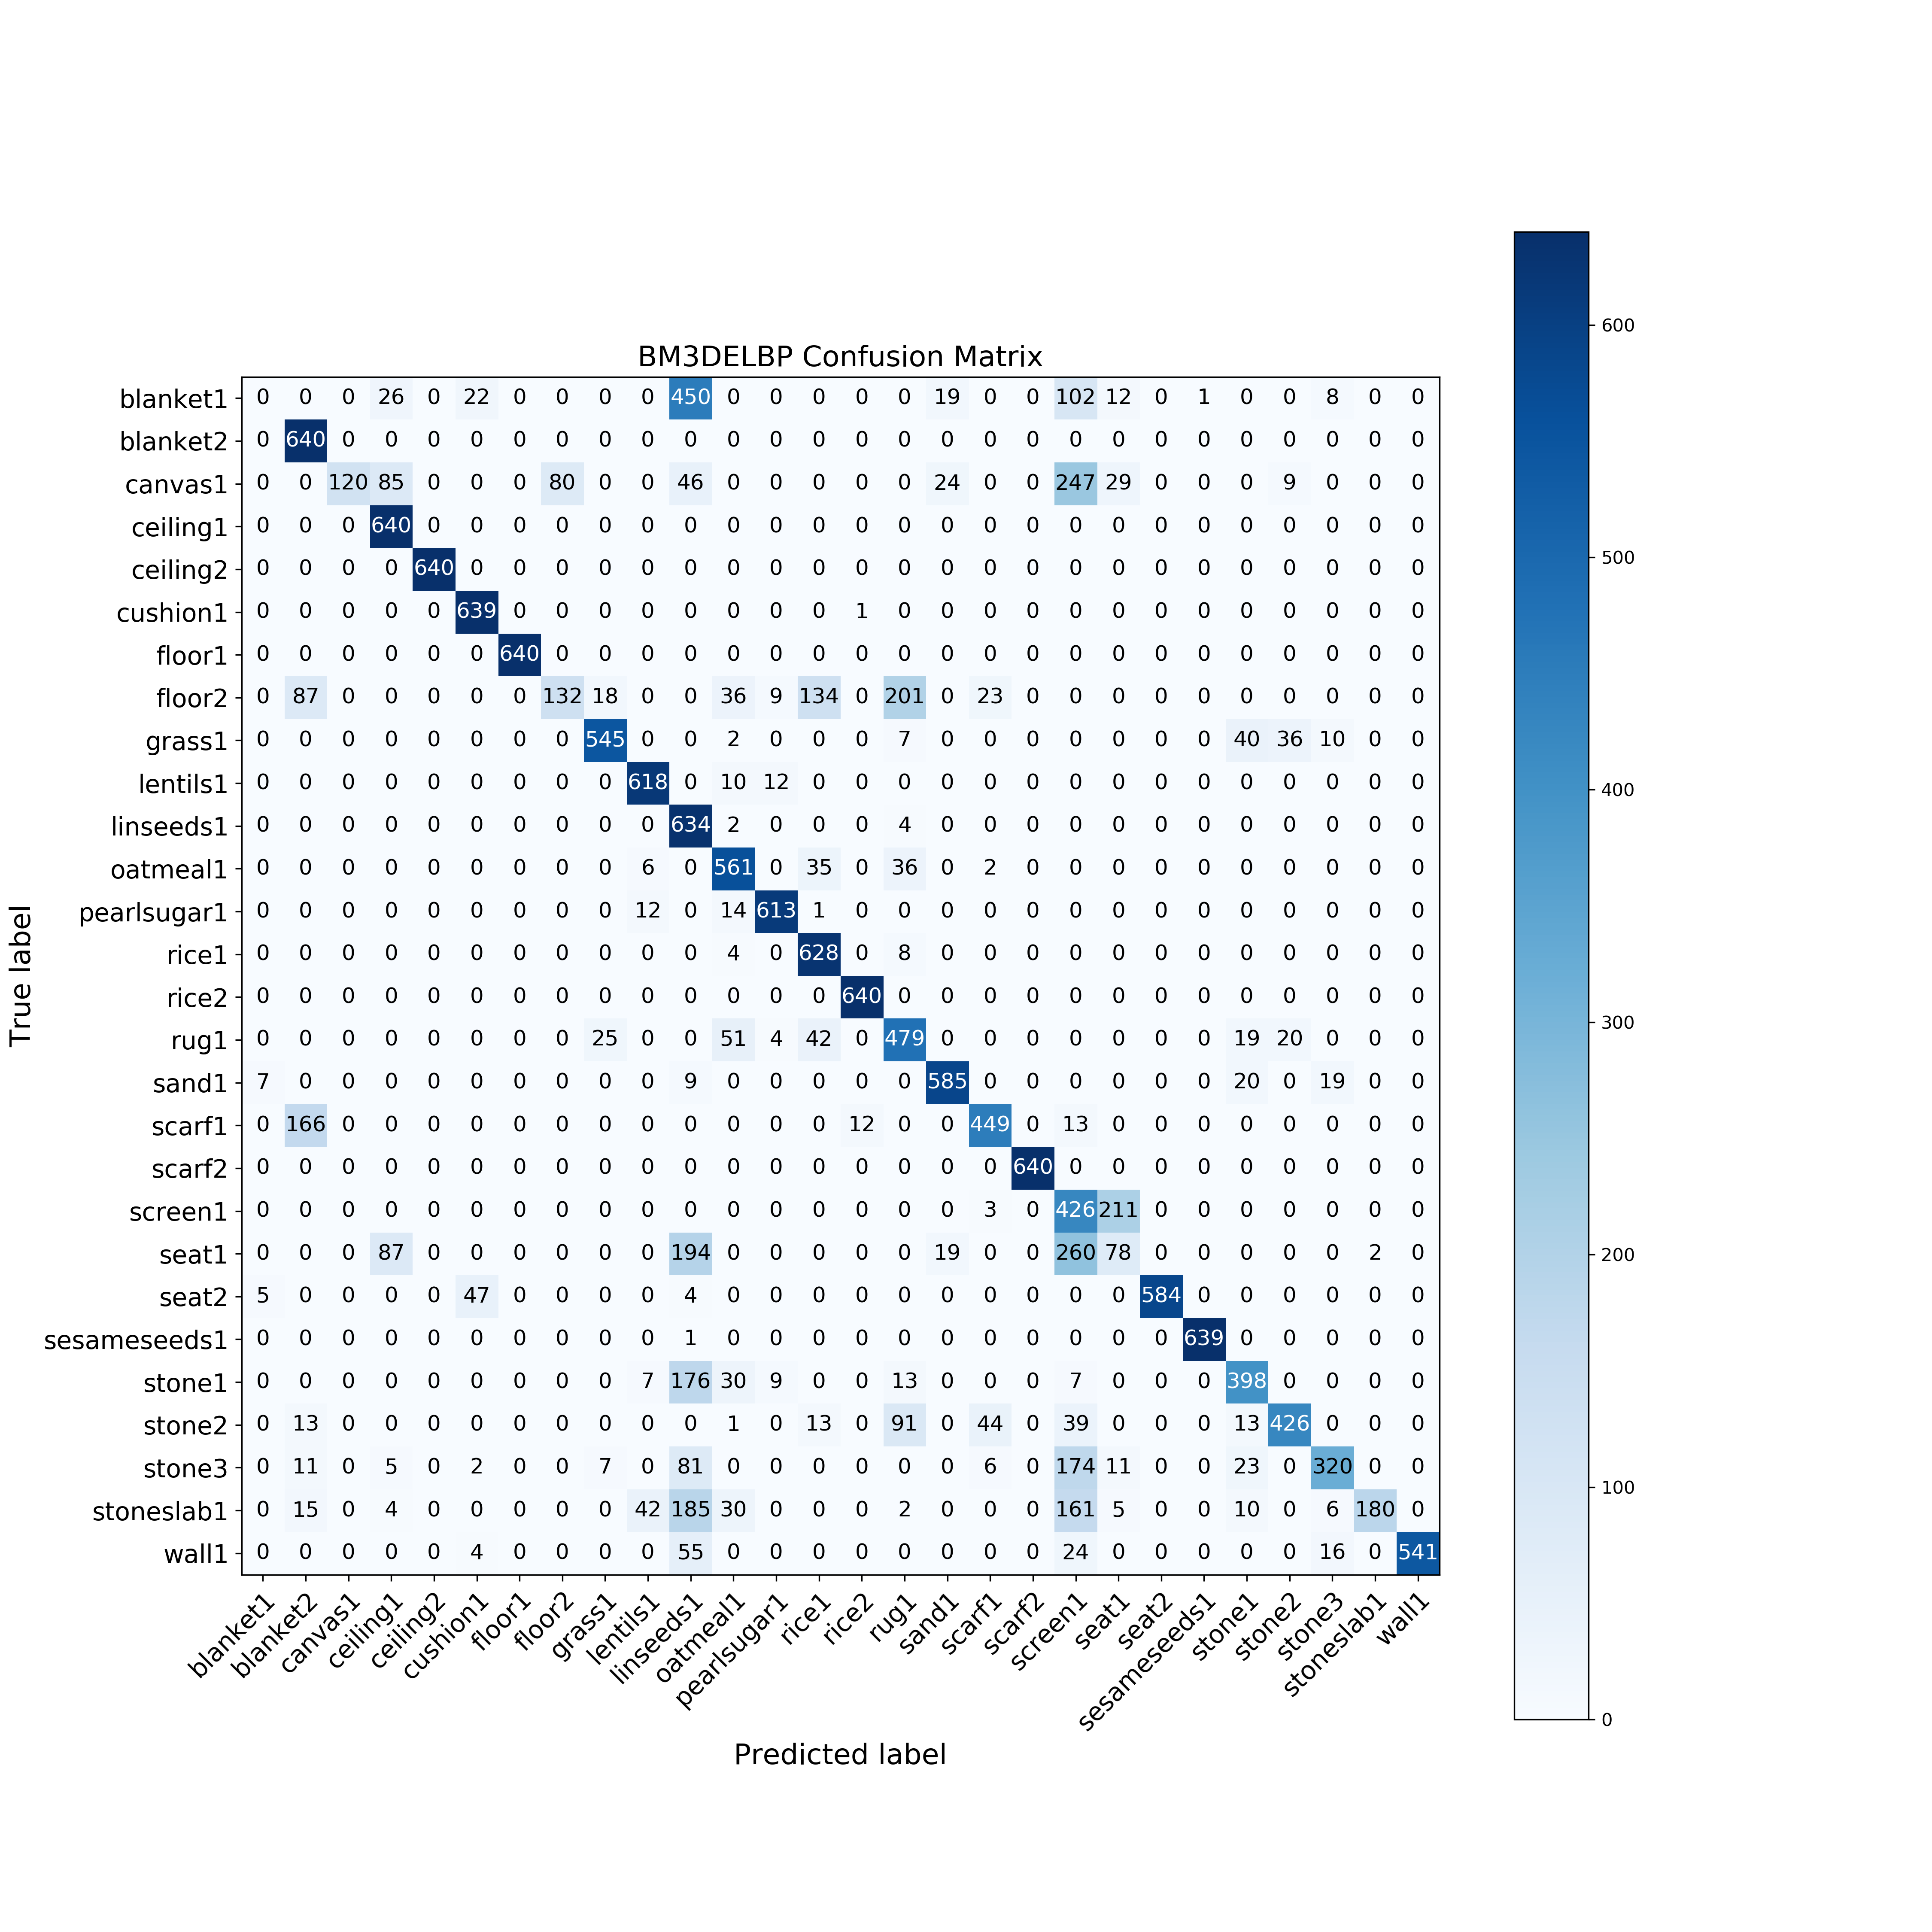 BM3DELBP Confusion Matrix
blanket1 0 0 0 26 0 22 0 0 0 0 450 0 0 0 0 0 19 0 0 102 12 0 1 0 0 8 0 0
blanket2 0 640 0 0 0 0 0 0 0 0 0 0 0 0 0 0 0 0 0 0 0 0 0 0 0 0 0 0
canvas1 0 0 120 85 0 0 0 80 0 0 46 0 0 0 0 0 24 0 0 247 29 0 0 0 9 0 0 0
ceiling1 0 0 0 640 0 0 0 0 0 0 0 0 0 0 0 0 0 0 0 0 0 0 0 0 0 0 0 0
ceiling2 0 0 0 0 640 0 0 0 0 0 0 0 0 0 0 0 0 0 0 0 0 0 0 0 0 0 0 0
cushion1 0 0 0 0 0 639 0 0 0 0 0 0 0 0 1 0 0 0 0 0 0 0 0 0 0 0 0 0
floor1 0 0 0 0 0 0 640 0 0 0 0 0 0 0 0 0 0 0 0 0 0 0 0 0 0 0 0 0
floor2 0 87 0 0 0 0 0 132 18 0 0 36 9 134 0 201 0 23 0 0 0 0 0 0 0 0 0 0
grass1 0 0 0 0 0 0 0 0 545 0 0 2 0 0 0 7 0 0 0 0 0 0 0 40 36 10 0 0
lentils1 0 0 0 0 0 0 0 0 0 618 0 10 12 0 0 0 0 0 0 0 0 0 0 0 0 0 0 0
linseeds1 0 0 0 0 0 0 0 0 0 0 634 2 0 0 0 4 0 0 0 0 0 0 0 0 0 0 0 0
oatmeal1 0 0 0 0 0 0 0 0 0 6 0 561 0 35 0 36 0 2 0 0 0 0 0 0 0 0 0 0
pearlsugar1 0 0 0 0 0 0 0 0 0 12 0 14 613 1 0 0 0 0 0 0 0 0 0 0 0 0 0 0
rice1 0 0 0 0 0 0 0 0 0 0 0 4 0 628 0 8 0 0 0 0 0 0 0 0 0 0 0 0
rice2 0 0 0 0 0 0 0 0 0 0 0 0 0 0 640 0 0 0 0 0 0 0 0 0 0 0 0 0
rug1 0 0 0 0 0 0 0 0 25 0 0 51 4 42 0 479 0 0 0 0 0 0 0 19 20 0 0 0
sand1 7 0 0 0 0 0 0 0 0 0 9 0 0 0 0 0 585 0 0 0 0 0 0 20 0 19 0 0
scarf1 0 166 0 0 0 0 0 0 0 0 0 0 0 0 12 0 0 449 0 13 0 0 0 0 0 0 0 0
scarf2 0 0 0 0 0 0 0 0 0 0 0 0 0 0 0 0 0 0 640 0 0 0 0 0 0 0 0 0
screen1 0 0 0 0 0 0 0 0 0 0 0 0 0 0 0 0 0 3 0 426 211 0 0 0 0 0 0 0
seat1 0 0 0 87 0 0 0 0 0 0 194 0 0 0 0 0 19 0 0 260 78 0 0 0 0 0 2 0
seat2 5 0 0 0 0 47 0 0 0 0 4 0 0 0 0 0 0 0 0 0 0 584 0 0 0 0 0 0
sesameseeds1 0 0 0 0 0 0 0 0 0 0 1 0 0 0 0 0 0 0 0 0 0 0 639 0 0 0 0 0
stone1 0 0 0 0 0 0 0 0 0 7 176 30 9 0 0 13 0 0 0 7 0 0 0 398 0 0 0 0
stone2 0 13 0 0 0 0 0 0 0 0 0 1 0 13 0 91 0 44 0 39 0 0 0 13 426 0 0 0
stone3 0 11 0 5 0 2 0 0 7 0 81 0 0 0 0 0 0 6 0 174 11 0 0 23 0 320 0 0
stoneslab1 0 15 0 4 0 0 0 0 0 42 185 30 0 0 0 2 0 0 0 161 5 0 0 10 0 6 180 0
wall1 0 0 0 0 0 4 0 0 0 0 55 0 0 0 0 0 0 0 0 24 0 0 0 0 0 16 0 541
blanket1 blanket2 canvas1 ceiling1 ceiling2 cushion1 floor1 floor2 grass1 lentils1 linseeds1 oatmeal1 pearlsugar1 rice1 rice2 rug1 sand1 scarf1 scarf2 screen1 seat1 seat2 sesameseeds1 stone1 stone2 stone3 stoneslab1 wall1
Predicted label
True label
600
500
400
300
200
100
0